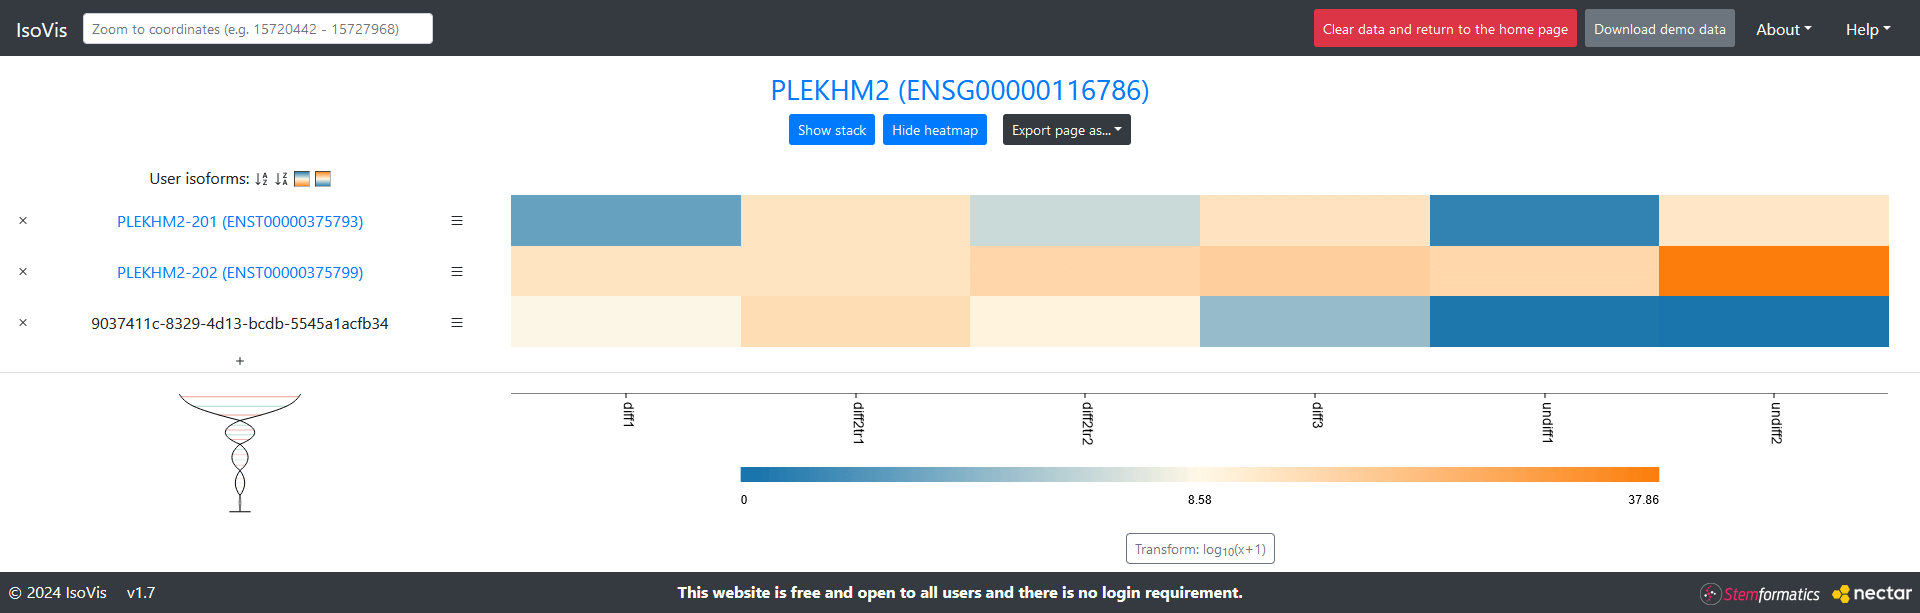 IsoVis
Zoom to coordinates (e.g. 15720442 - 15727968)
Clear data and return to the home page
Download demo data
About
Help
PLEKHM2 (ENSG00000116786)
Show stack
Hide heatmap
Export page as...
User isoforms:
PLEKHM2-201 (ENST00000375793)
PLEKHM2-202 (ENST00000375799)
9037411c-8329-4d13-bcdb-5545a1acfb34
diff1
diff2tr1
diff2tr2
diff3
undiff1
undiff2
0
8.58
37.86
Transform: log₁₀(x+1)
© 2024 IsoVis v1.7
This website is free and open to all users and there is no login requirement.
Stemformatics
nectar